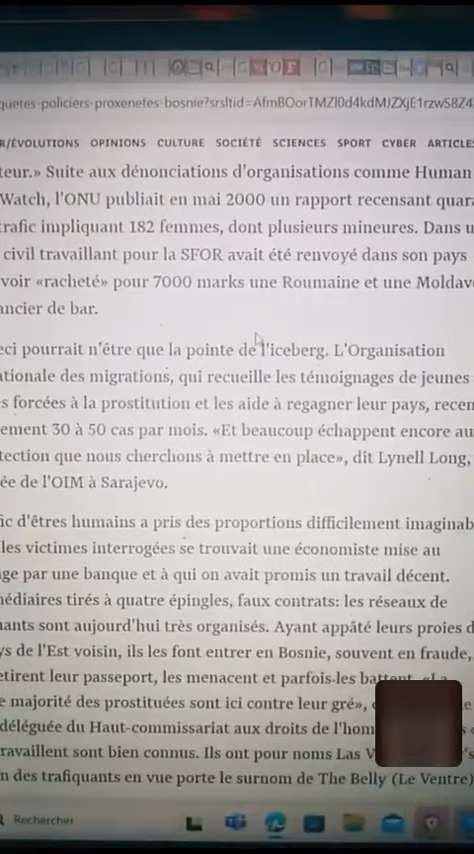 quetes-policiers-proxenetes-bosnie?srsltid=AfmBOorTMZl0d4kdMJZXjE1rzwS8Z4
R/ÉVOLUTIONS OPINIONS CULTURE SOCIÉTÉ SCIENCES SPORT CYBER ARTICLES
teur.» Suite aux dénonciations d'organisations comme Human
Watch, l'ONU publiait en mai 2000 un rapport recensant quara
trafic impliquant 182 femmes, dont plusieurs mineures. Dans u
civil travaillant pour la SFOR avait été renvoyé dans son pays
voir «racheté» pour 7000 marks une Roumaine et une Moldave
ancier de bar.
eci pourrait n'être que la pointe de l'iceberg. L'Organisation
ationale des migrations, qui recueille les témoignages de jeunes
s forcées à la prostitution et les aide à regagner leur pays, recen
ement 30 à 50 cas par mois. «Et beaucoup échappent encore au
tection que nous cherchons à mettre en place», dit Lynell Long,
ée de l'OIM à Sarajevo.
ic d'êtres humains a pris des proportions difficilement imaginab
les victimes interrogées se trouvait une économiste mise au
ge par une banque et à qui on avait promis un travail décent.
médiaires tirés à quatre épingles, faux contrats: les réseaux de
uants sont aujourd'hui très organisés. Ayant appâté leurs proies d
ys de l'Est voisin, ils les font entrer en Bosnie, souvent en fraude,
etirent leur passeport, les menacent et parfois les battent. «La
e majorité des prostituées sont ici contre leur gré», e
déléguée du Haut-commissariat aux droits de l'hom
ravaillent sont bien connus. Ils ont pour noms Las V 's
n des trafiquants en vue porte le surnom de The Belly (Le Ventre)
Rechercher